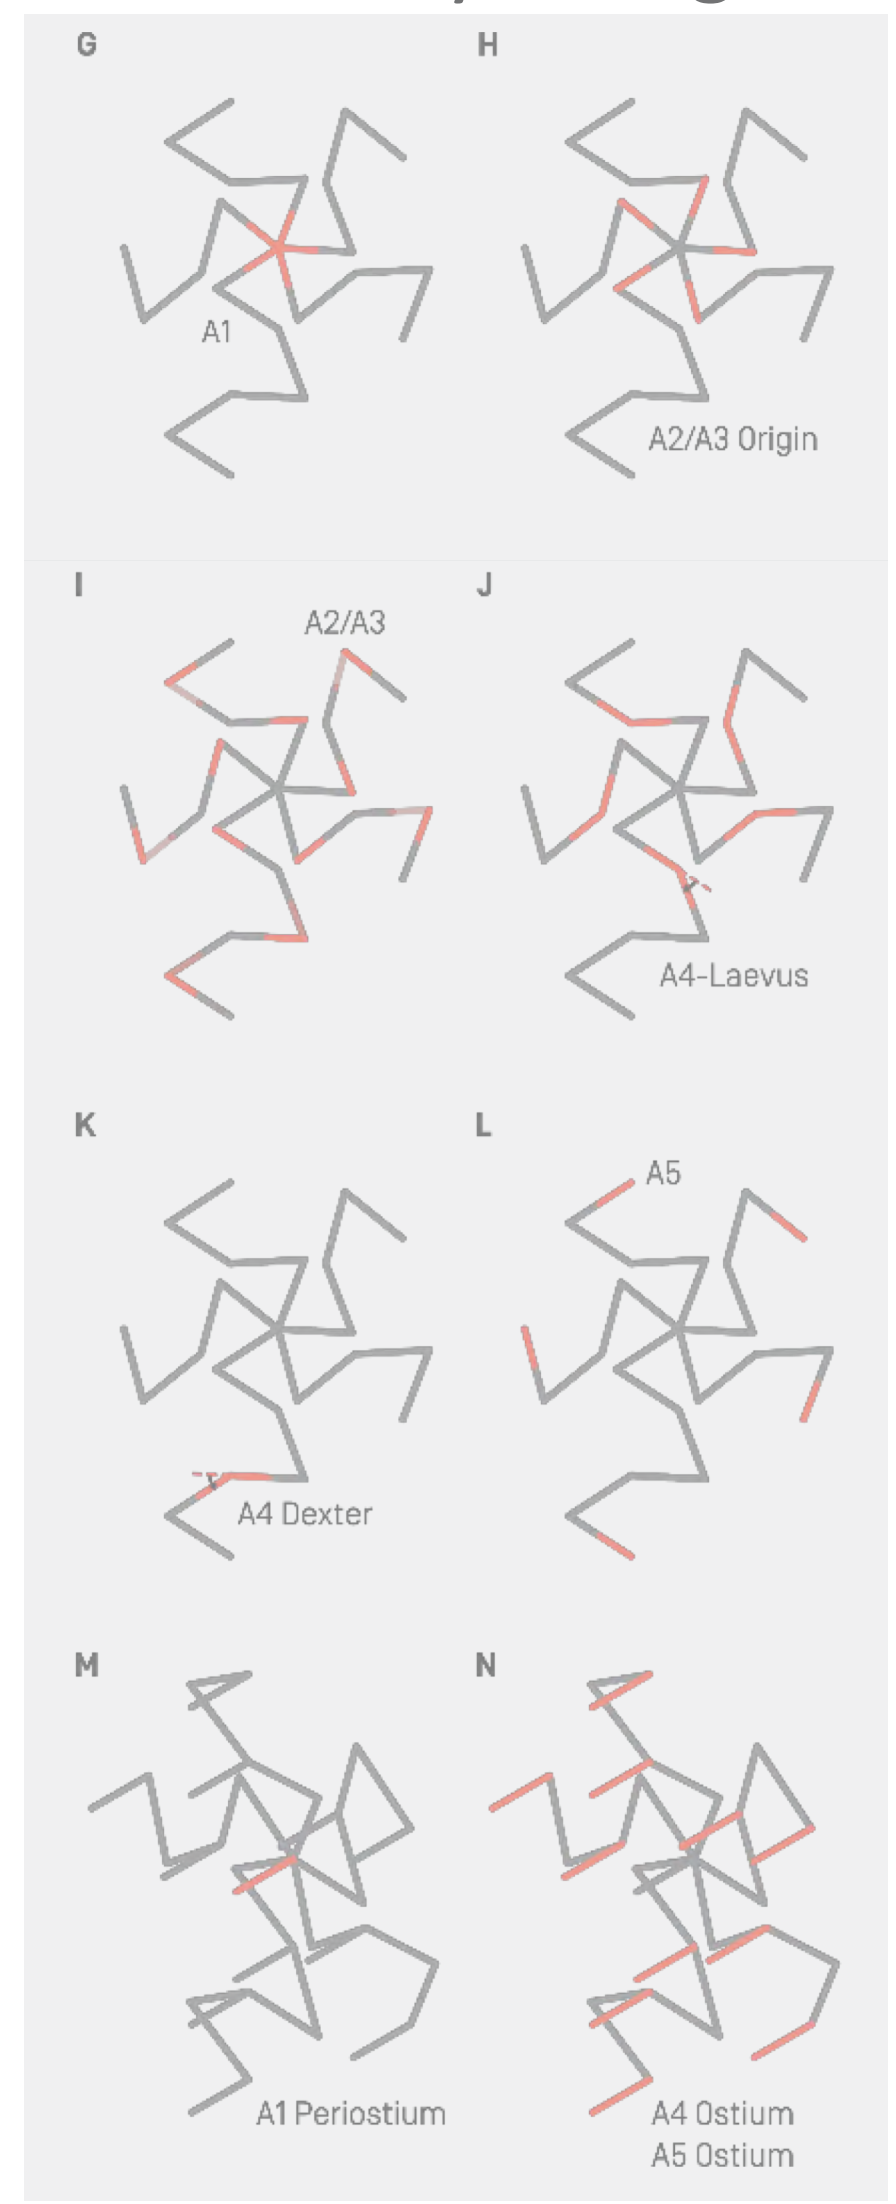 G
H
A1
A2/A3 Origin
I
J
A2/A3
A4-Laevus
K
L
A5
A4 Dexter
M
N
A1 Periostium
A4 Ostium
A5 Ostium